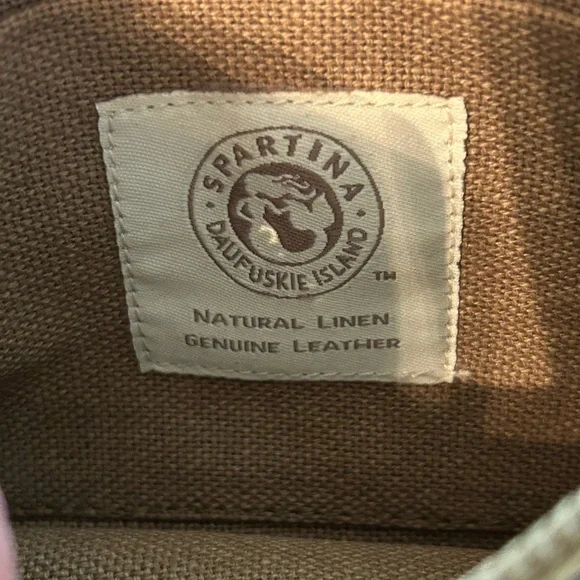 · SPARTINA ·
DAUFUSKIE ISLAND
TM
NATURAL LINEN
GENUINE LEATHER